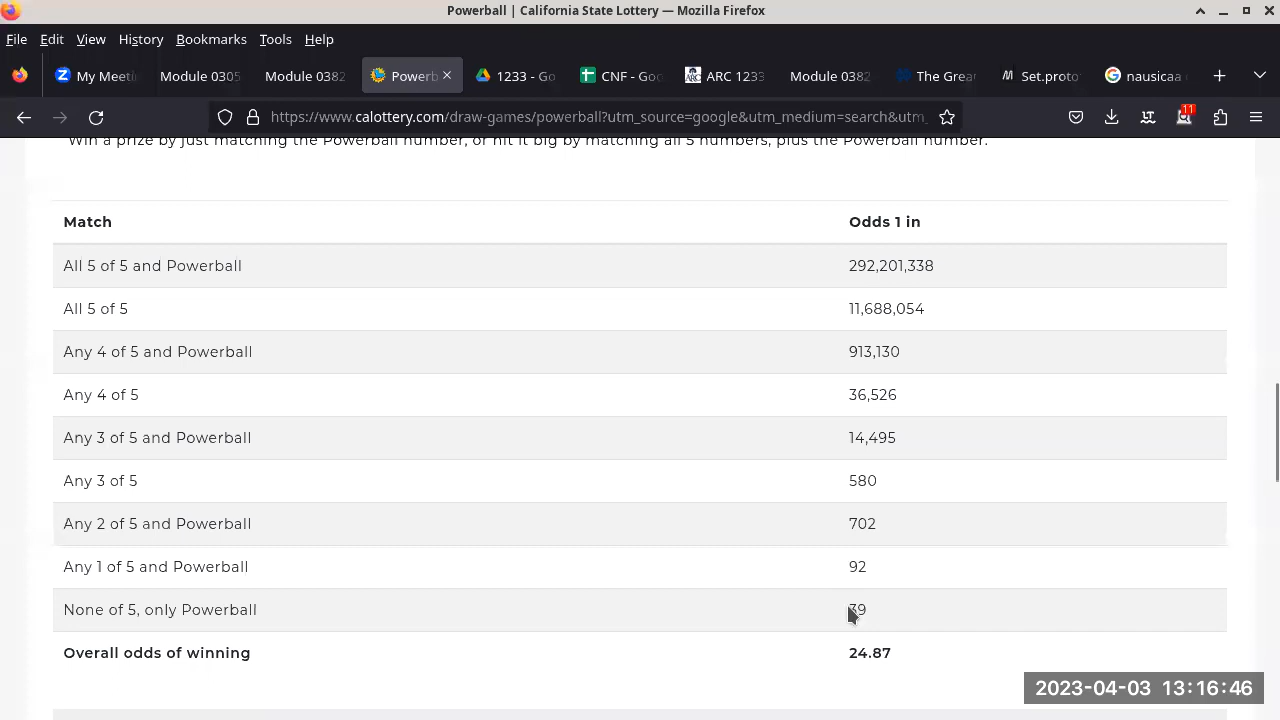 Powerball | California State Lottery — Mozilla Firefox
File Edit View History Bookmarks Tools Help
My Meeti Module 0305 Module 0382 Powerb 1233 - Go CNF - Goo ARC ARC 1233 Module 0382 The Grea Set.proto nausicaa
https://www.calottery.com/draw-games/powerball?utm_source=google&utm_medium=search&utm_ 11
Win a prize by just matching the Powerball number, or hit it big by matching all 5 numbers, plus the Powerball number.
Match Odds 1 in
All 5 of 5 and Powerball 292,201,338
All 5 of 5 11,688,054
Any 4 of 5 and Powerball 913,130
Any 4 of 5 36,526
Any 3 of 5 and Powerball 14,495
Any 3 of 5 580
Any 2 of 5 and Powerball 702
Any 1 of 5 and Powerball 92
None of 5, only Powerball 39
Overall odds of winning 24.87
2023-04-03 13:16:46